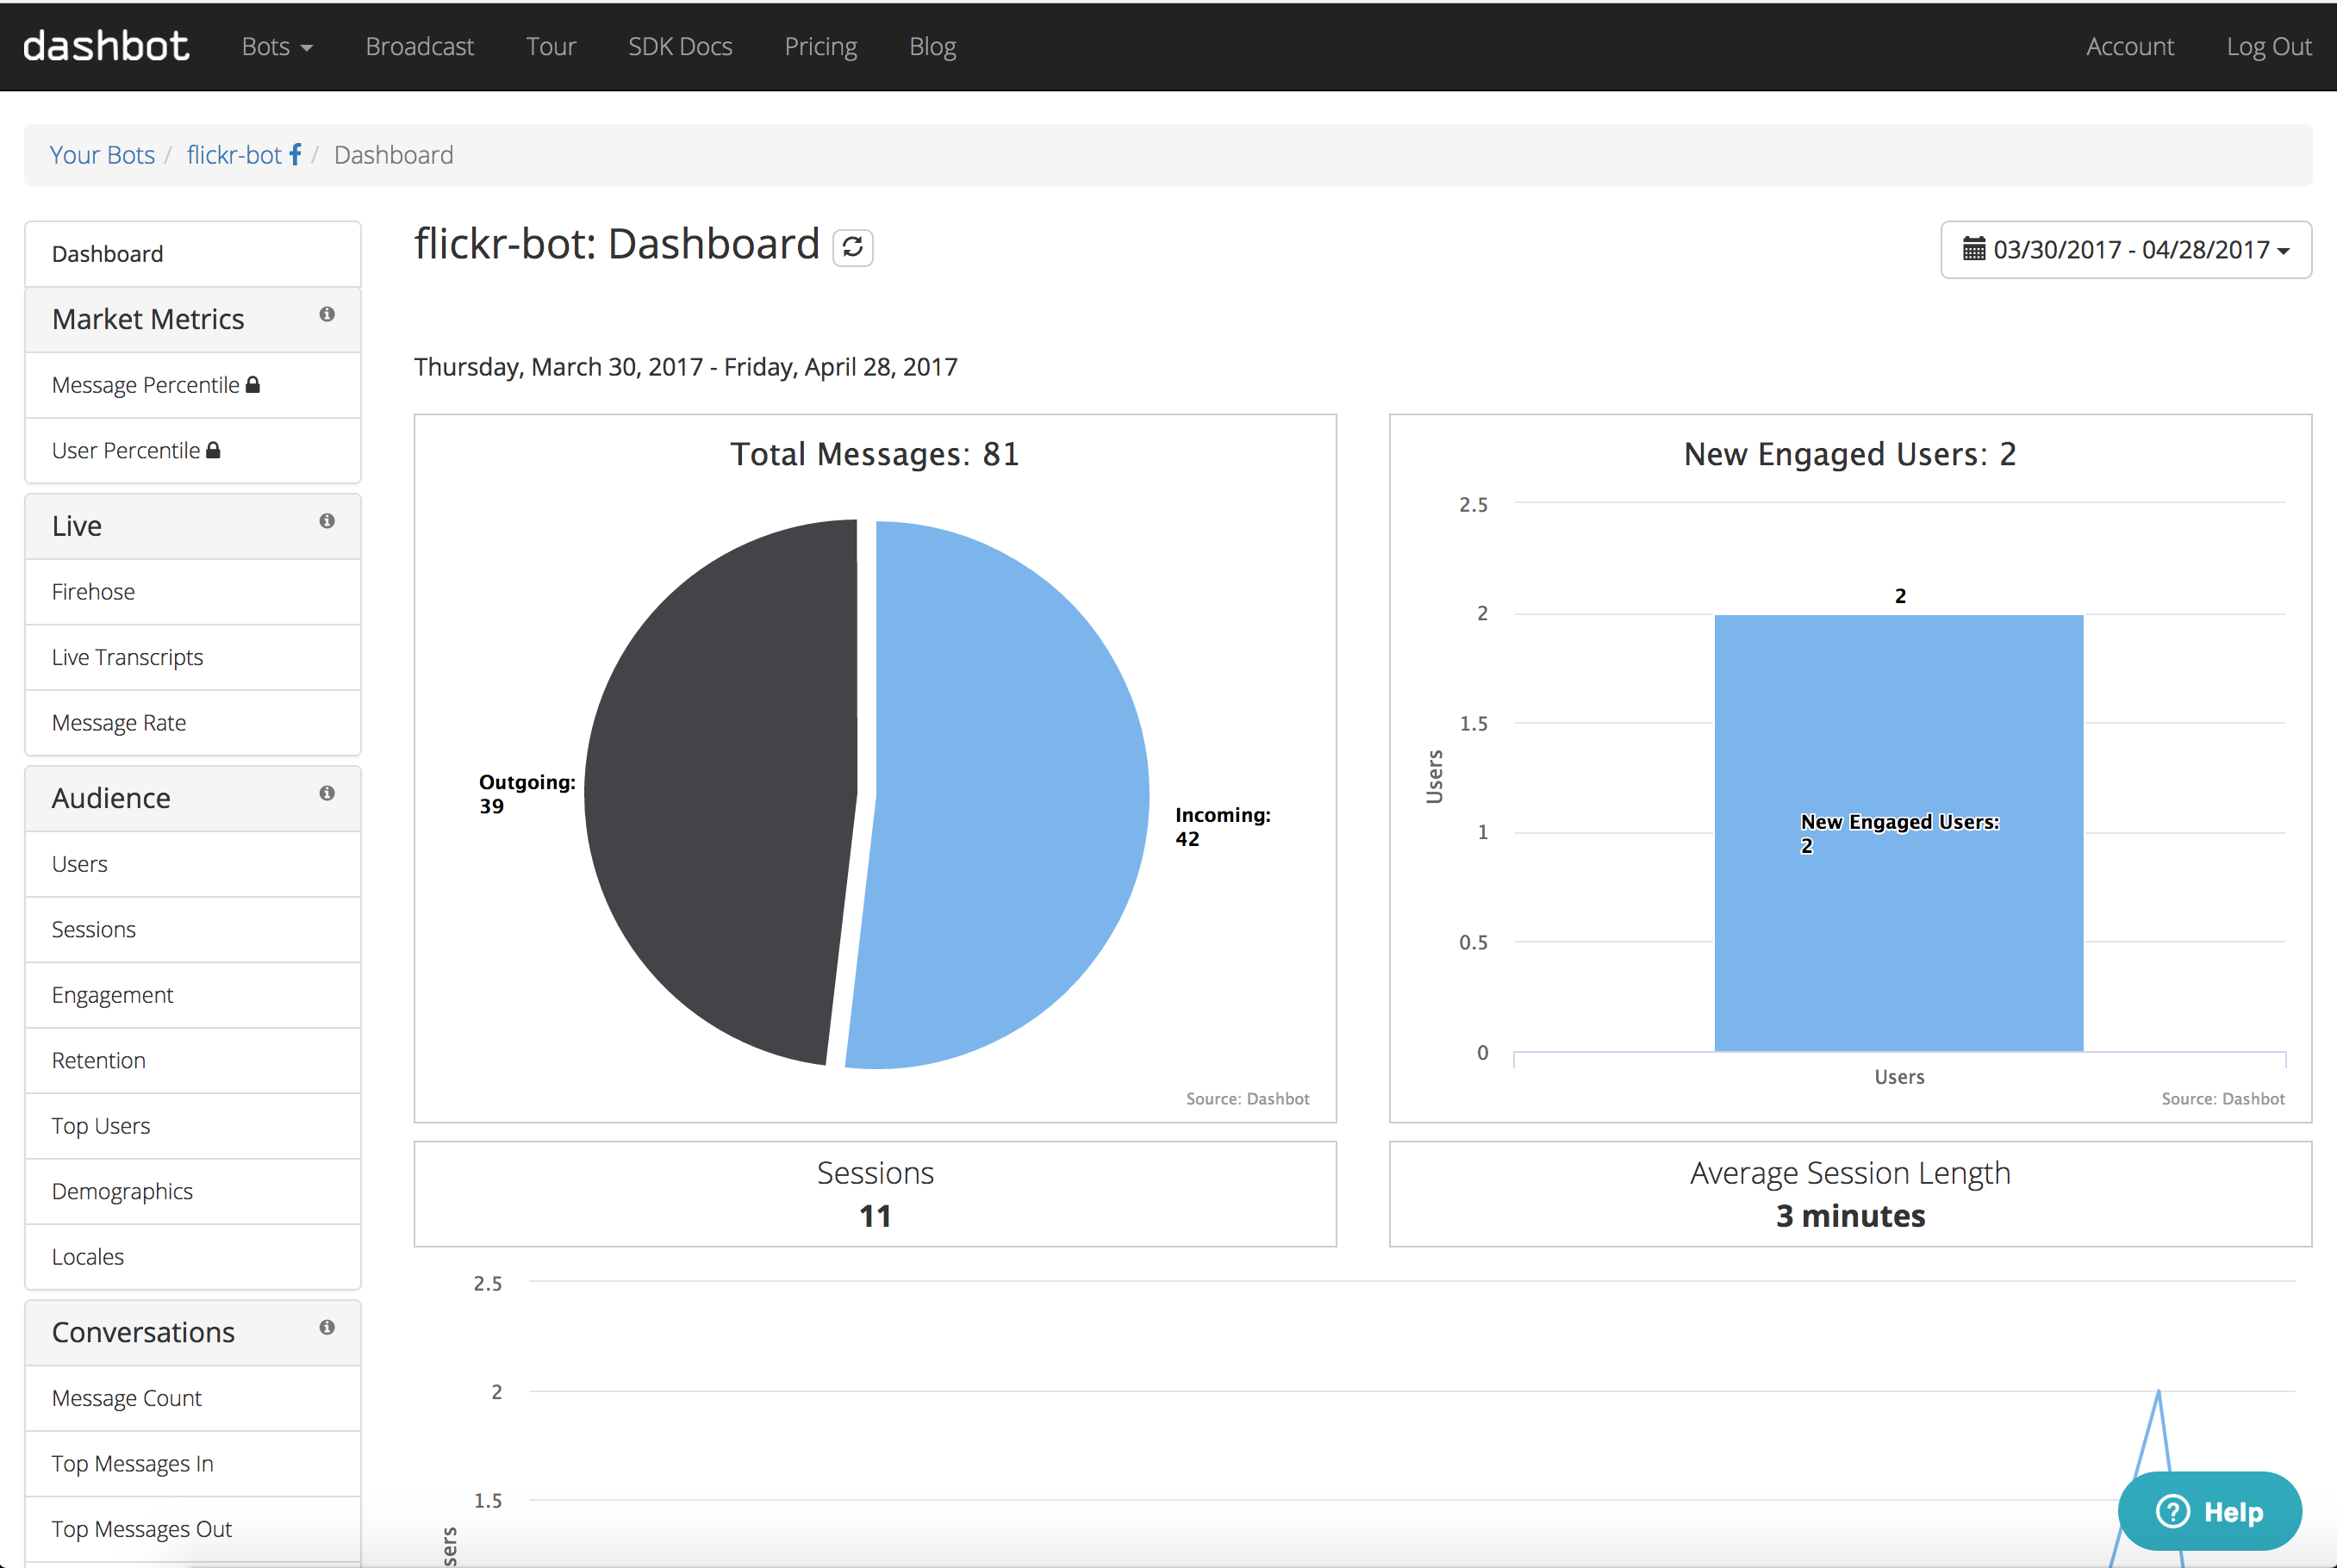 dashbot Bots Broadcast Tour SDK Docs Pricing Blog Account Log Out
Your Bots / flickr-bot / Dashboard
Dashboard
Market Metrics
Message Percentile
User Percentile
Live
Firehose
Live Transcripts
Message Rate
Audience
Users
Sessions
Engagement
Retention
Top Users
Demographics
Locales
Conversations
Message Count
Top Messages In
Top Messages Out
flickr-bot: Dashboard
03/30/2017 - 04/28/2017
Thursday, March 30, 2017 - Friday, April 28, 2017
Total Messages: 81
Outgoing:
39
Incoming:
42
Source: Dashbot
New Engaged Users: 2
2.5
2
1.5
1
0.5
0
Users
2
New Engaged Users:
2
Users
Source: Dashbot
Sessions
11
Average Session Length
3 minutes
2.5
2
1.5
Help